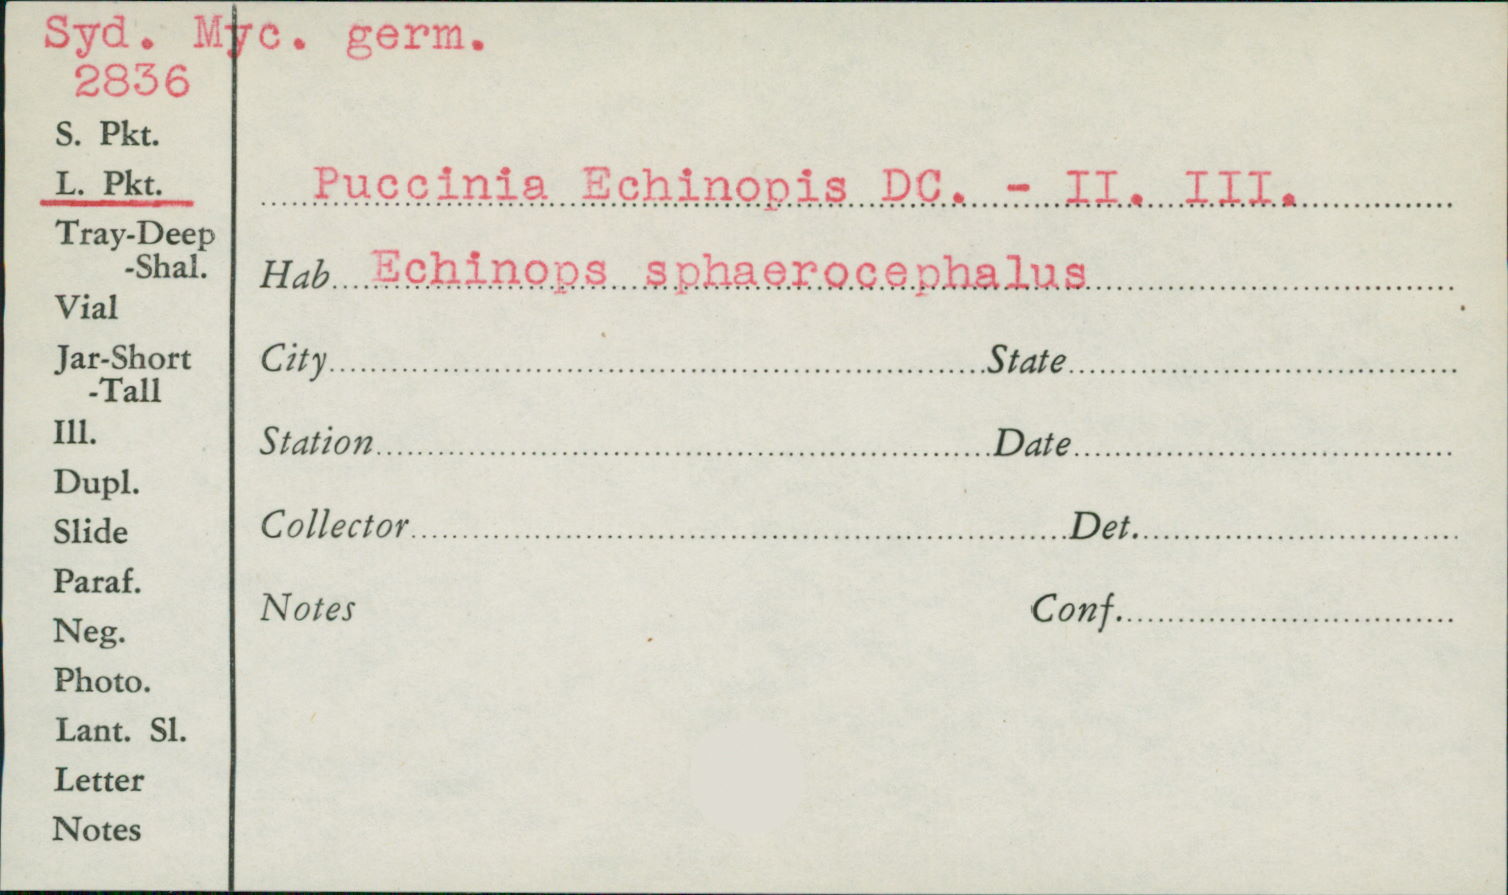 Syd. Myc. germ.
2836
S. Pkt.
L. Pkt.
Tray-Deep
-Shal.
Vial
Jar-Short
-Tall
Ill.
Dupl.
Slide
Paraf.
Neg.
Photo.
Lant. Sl.
Letter
Notes
Puccinia Echinopis DC. - II. III.
Hab. Echinops sphaerocephalus
City State
Station Date
Collector Det.
Notes Conf.